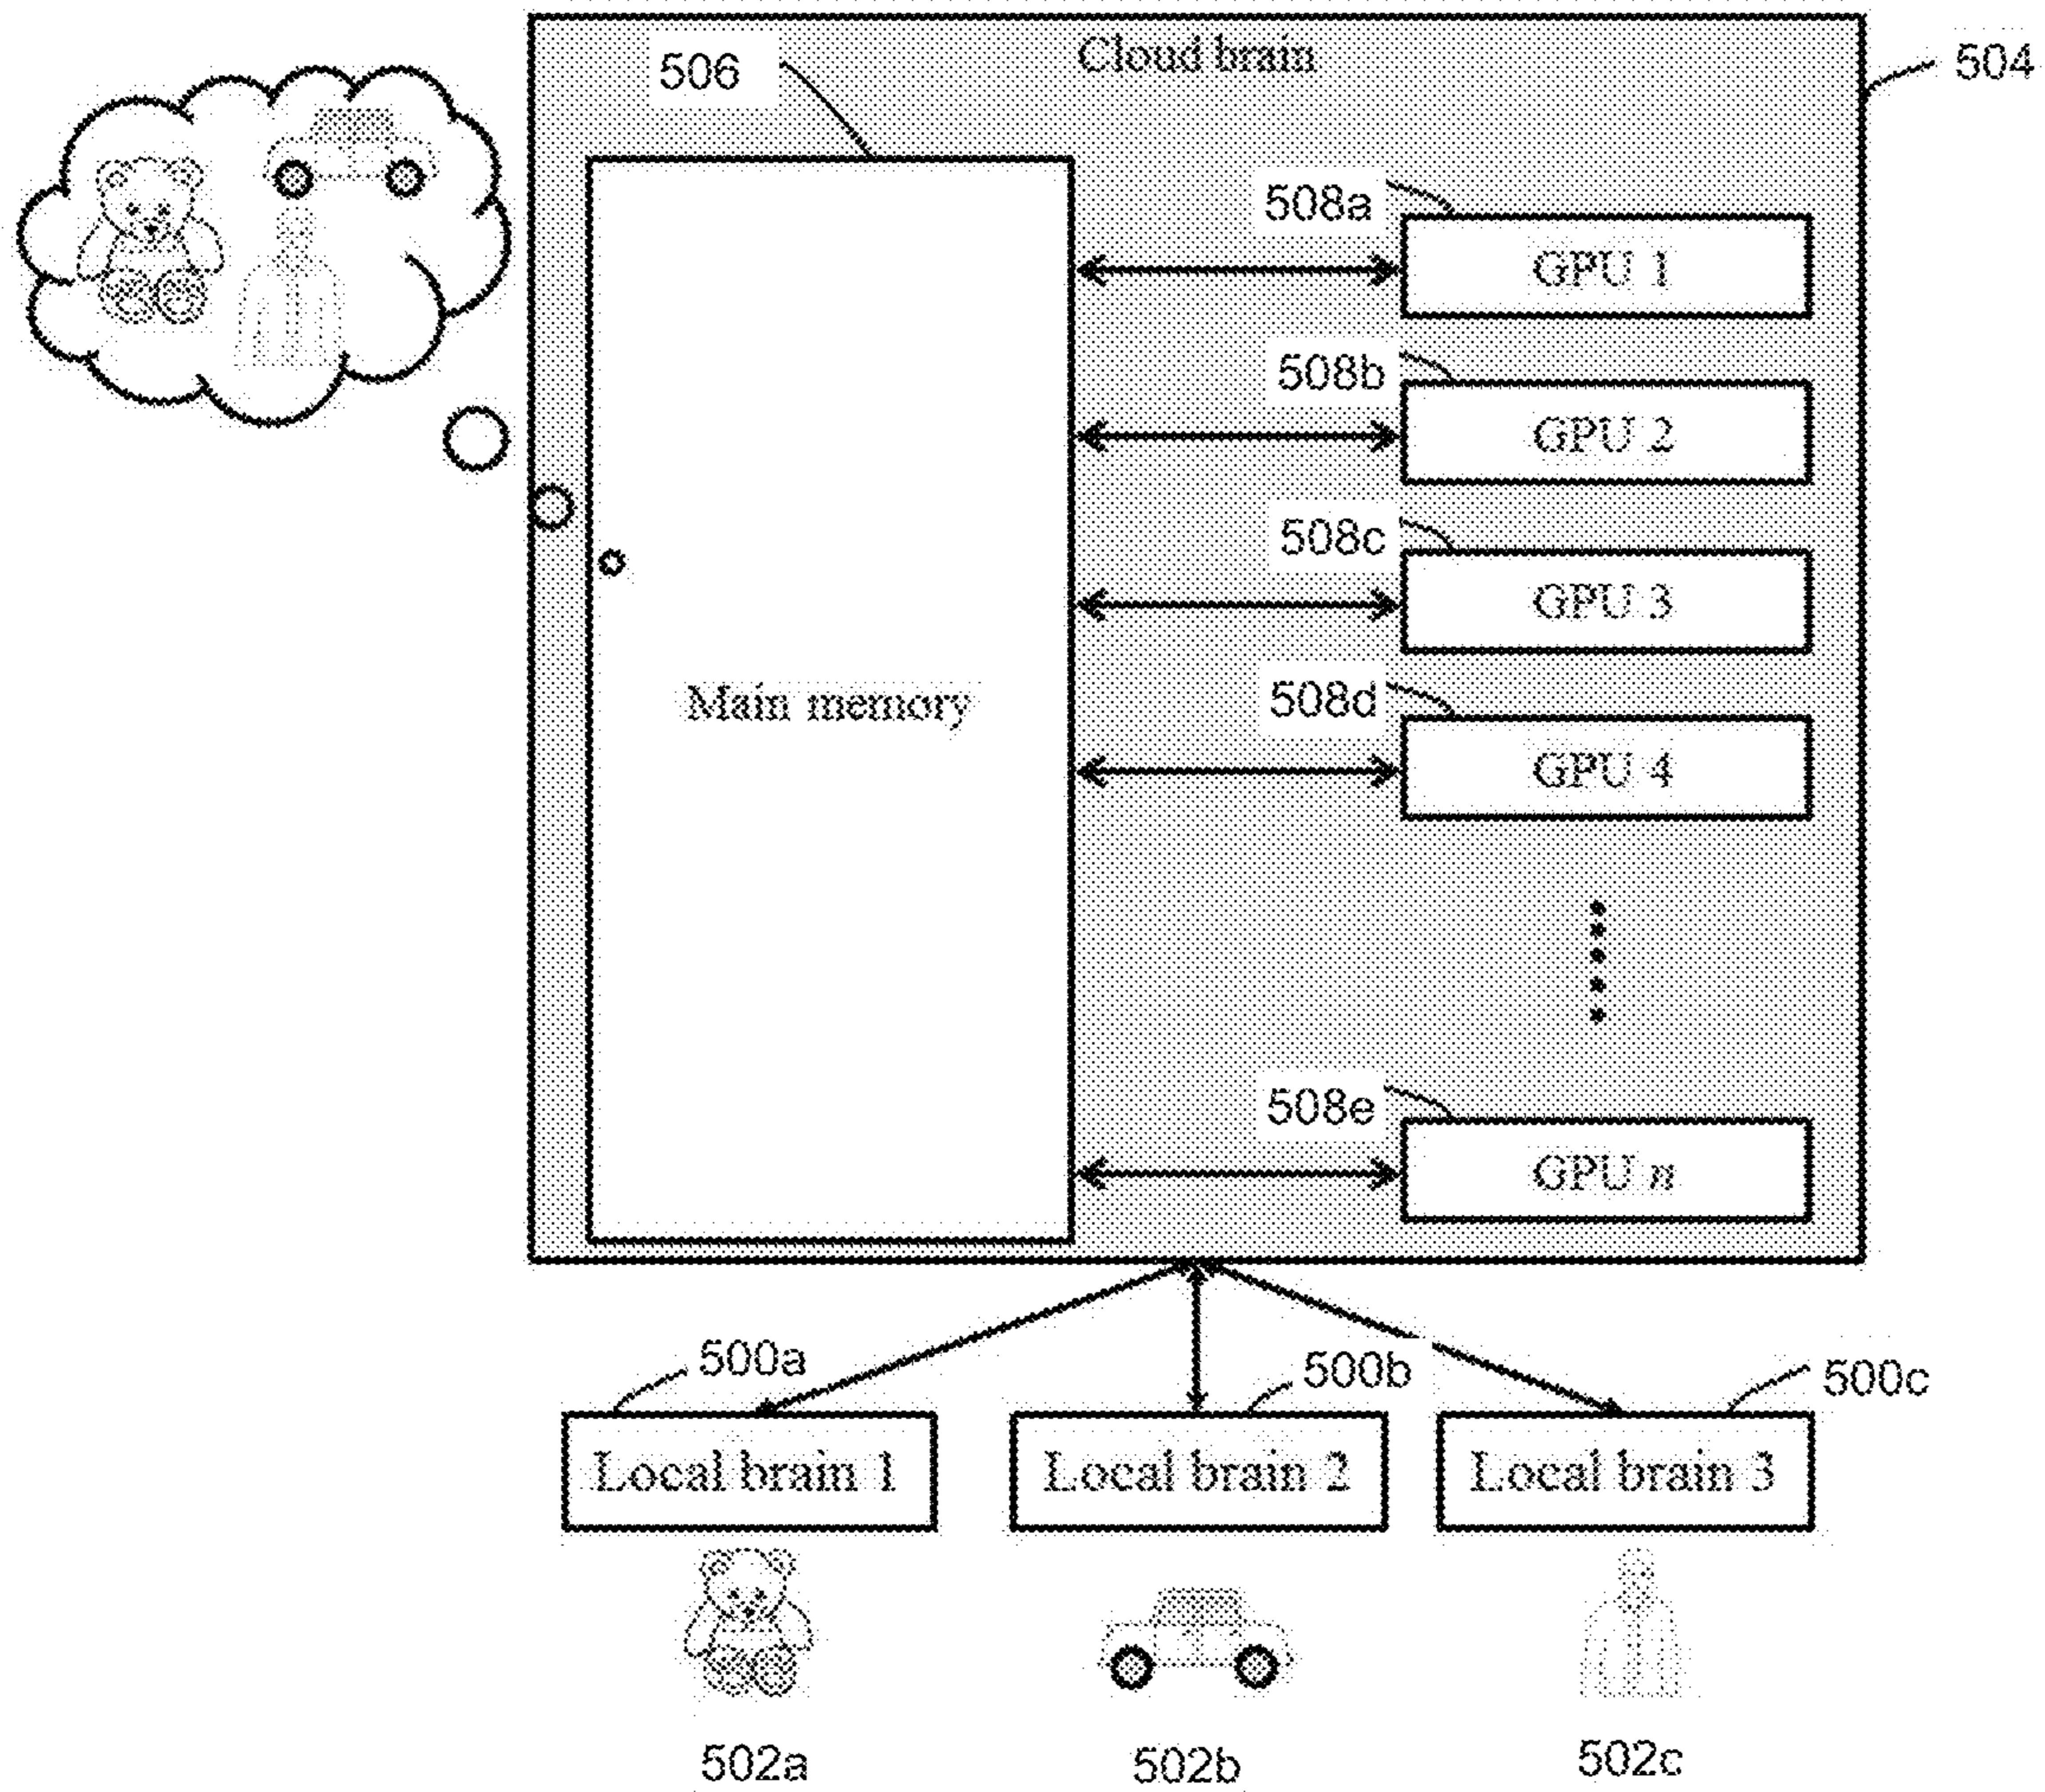 Cloud brain
504
506
508a
GPU 1
508b
GPU 2
508c
GPU 3
Main memory
508d
GPU 4
508e
GPU n
500a
500b
500c
Local brain 1
Local brain 2
Local brain 3
502a
502b
502c